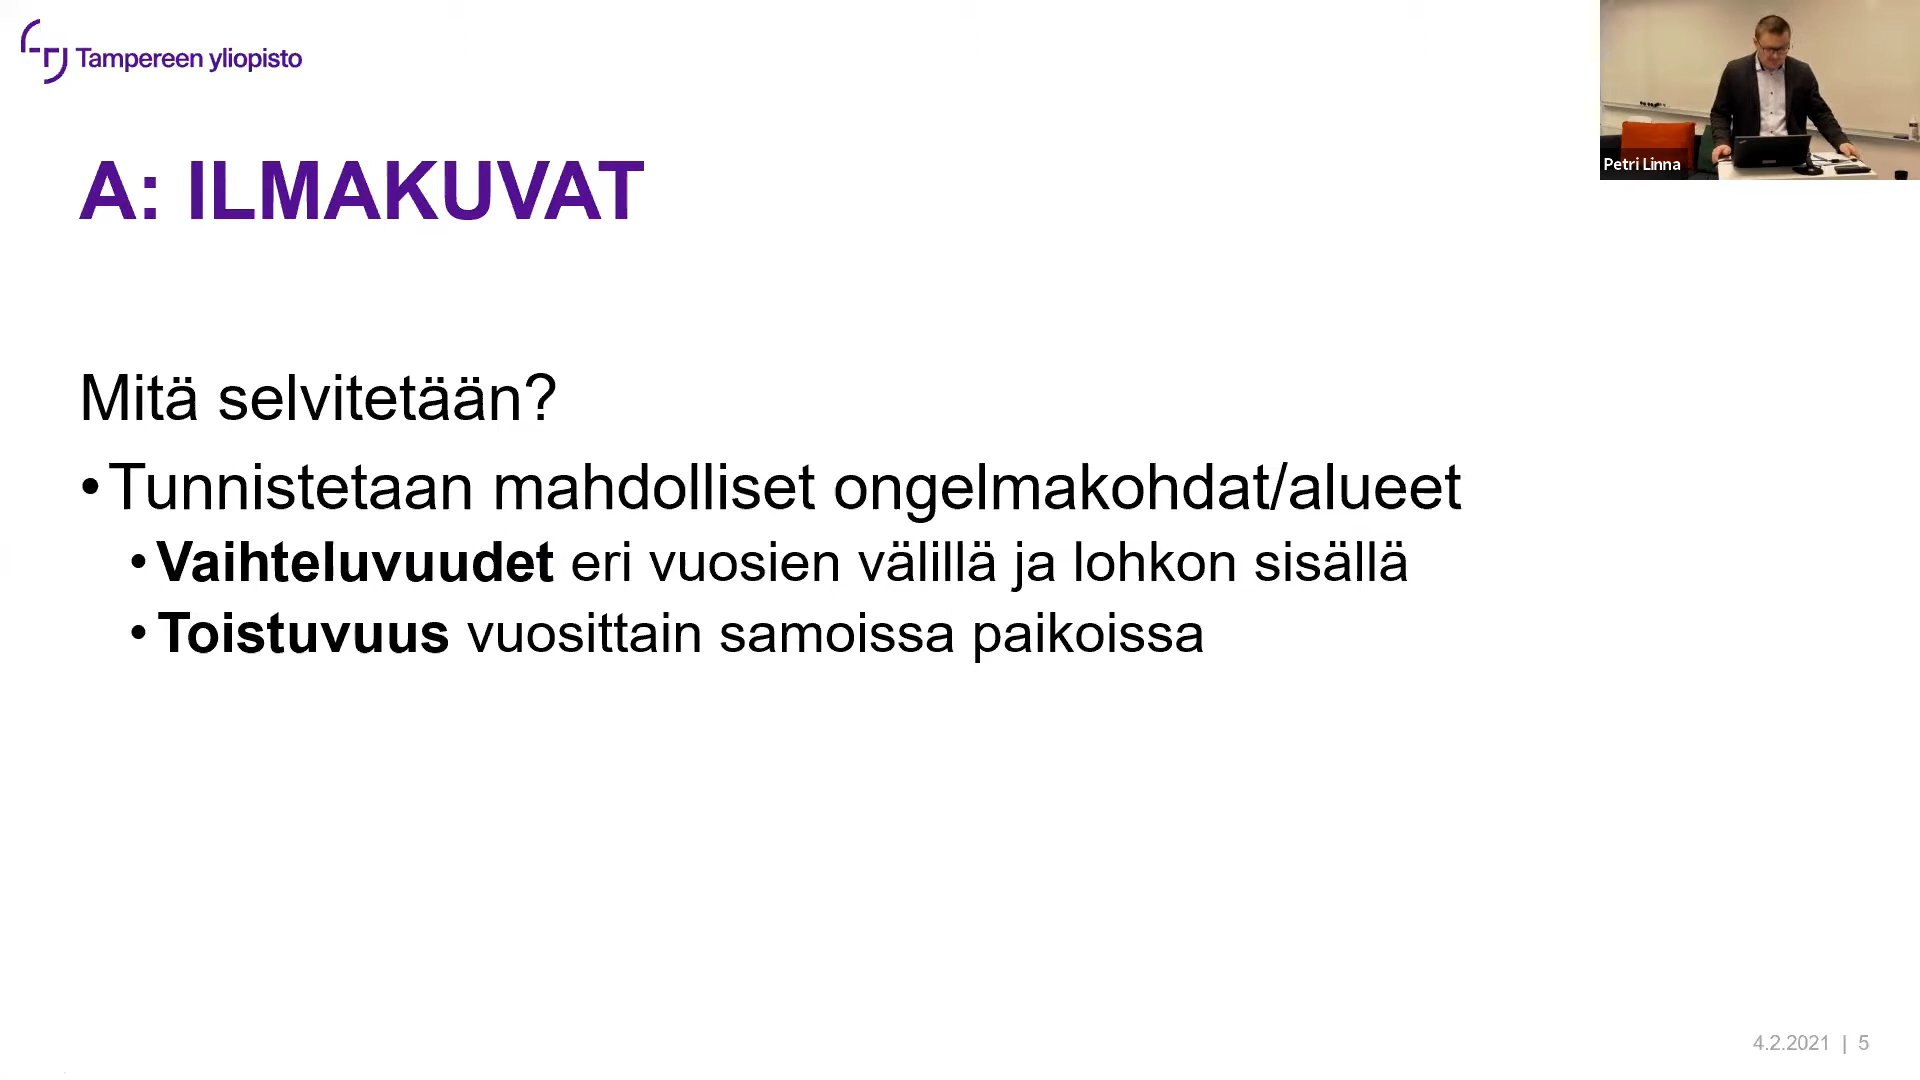 Tampereen yliopisto
Petri Linna
A: ILMAKUVAT
Mitä selvitetään?
• Tunnistetaan mahdolliset ongelmakohdat/alueet
• Vaihteluvuudet eri vuosien välillä ja lohkon sisällä
• Toistuvuus vuosittain samoissa paikoissa
4.2.2021 | 5